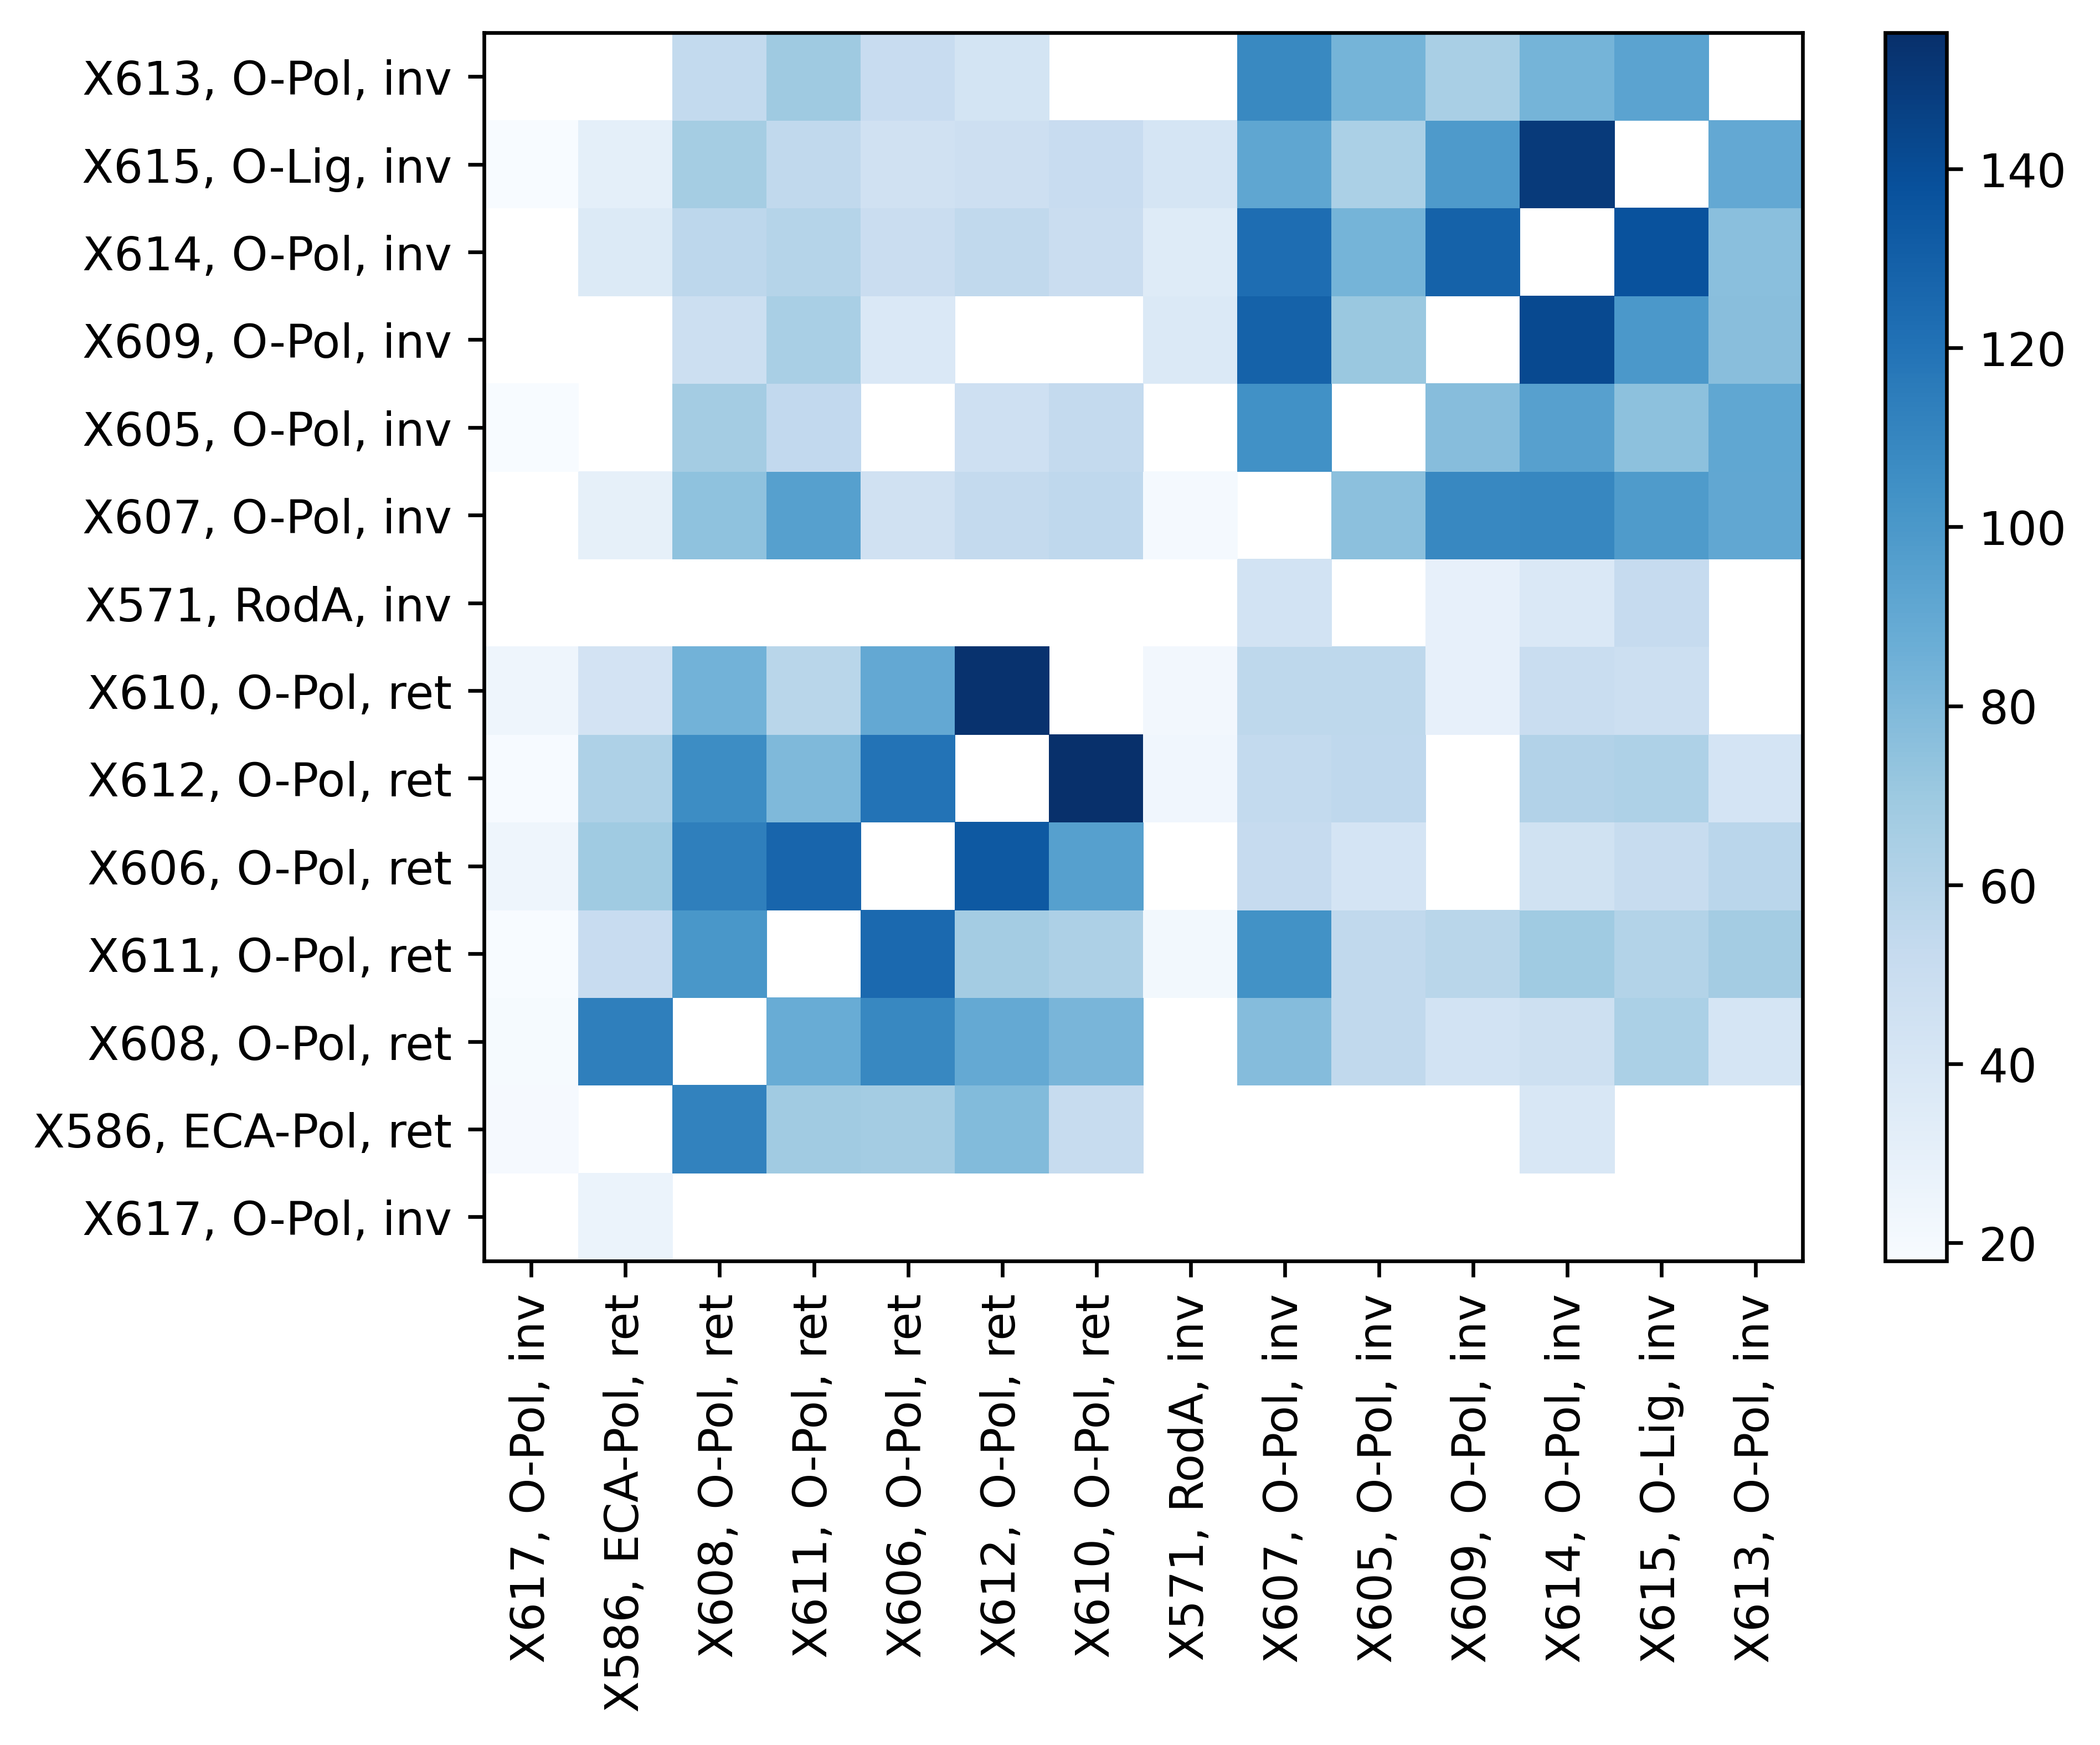 X613, O-Pol, inv
X615, O-Lig, inv
X614, O-Pol, inv
X609, O-Pol, inv
X605, O-Pol, inv
X607, O-Pol, inv
X571, RodA, inv
X610, O-Pol, ret
X612, O-Pol, ret
X606, O-Pol, ret
X611, O-Pol, ret
X608, O-Pol, ret
X586, ECA-Pol, ret
X617, O-Pol, inv
X617, O-Pol, inv
X586, ECA-Pol, ret
X608, O-Pol, ret
X611, O-Pol, ret
X606, O-Pol, ret
X612, O-Pol, ret
X610, O-Pol, ret
X571, RodA, inv
X607, O-Pol, inv
X605, O-Pol, inv
X609, O-Pol, inv
X614, O-Pol, inv
X615, O-Lig, inv
X613, O-Pol, inv
140
120
100
80
60
40
20